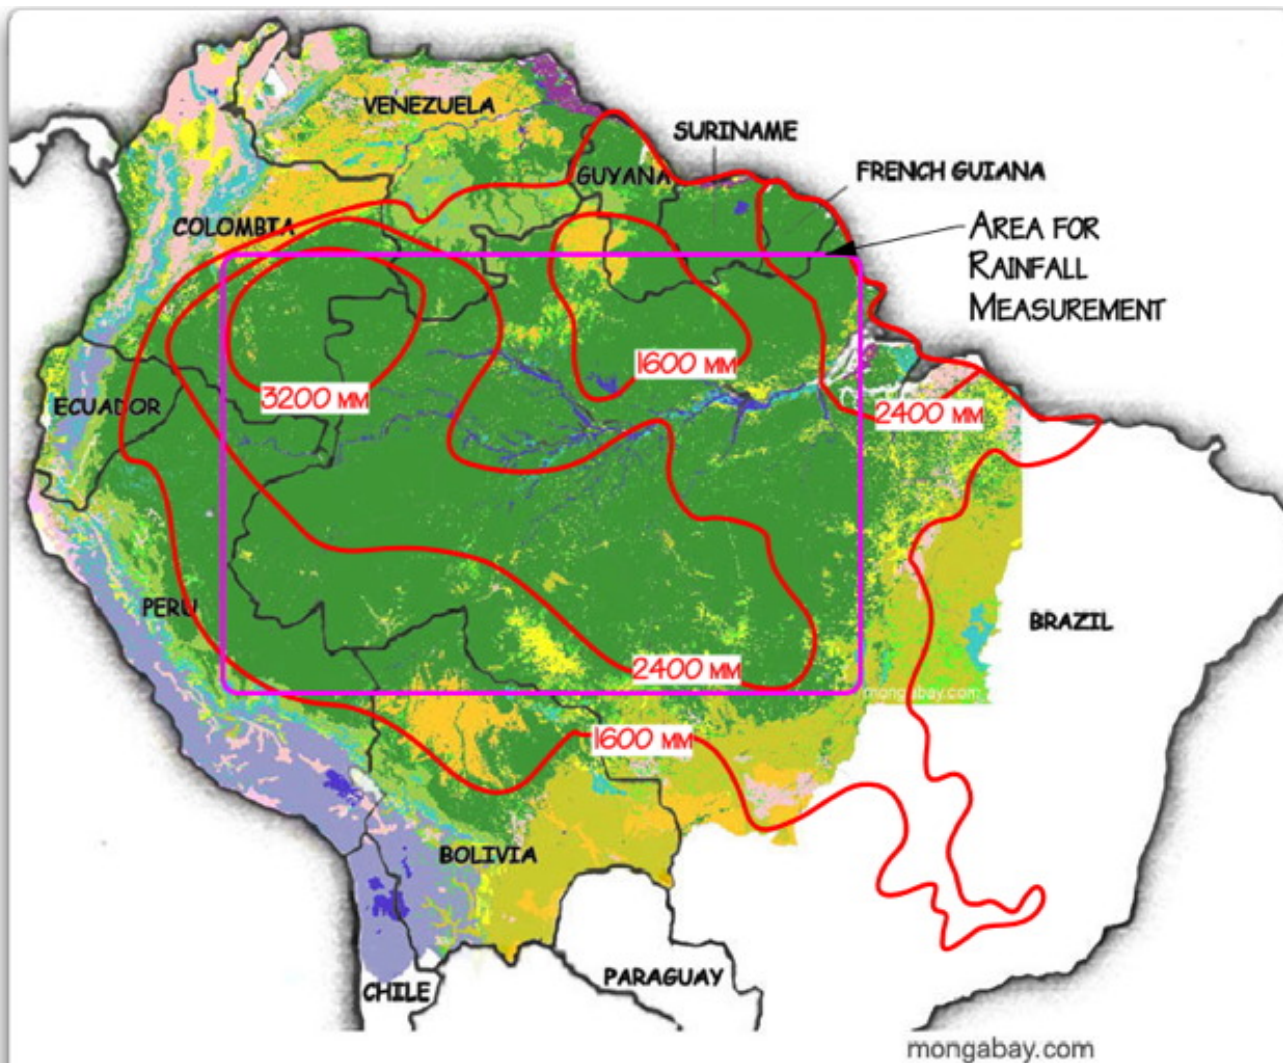 VENEZUELA
SURINAME
GUYANA
FRENCH GUIANA
COLOMBIA
AREA FOR
RAINFALL
MEASUREMENT
1600 MM
3200 MM
ECUADOR
2400 MM
PERU
BRAZIL
2400 MM
mongabay.com
1600 MM
BOLIVIA
PARAGUAY
CHILE
mongabay.com